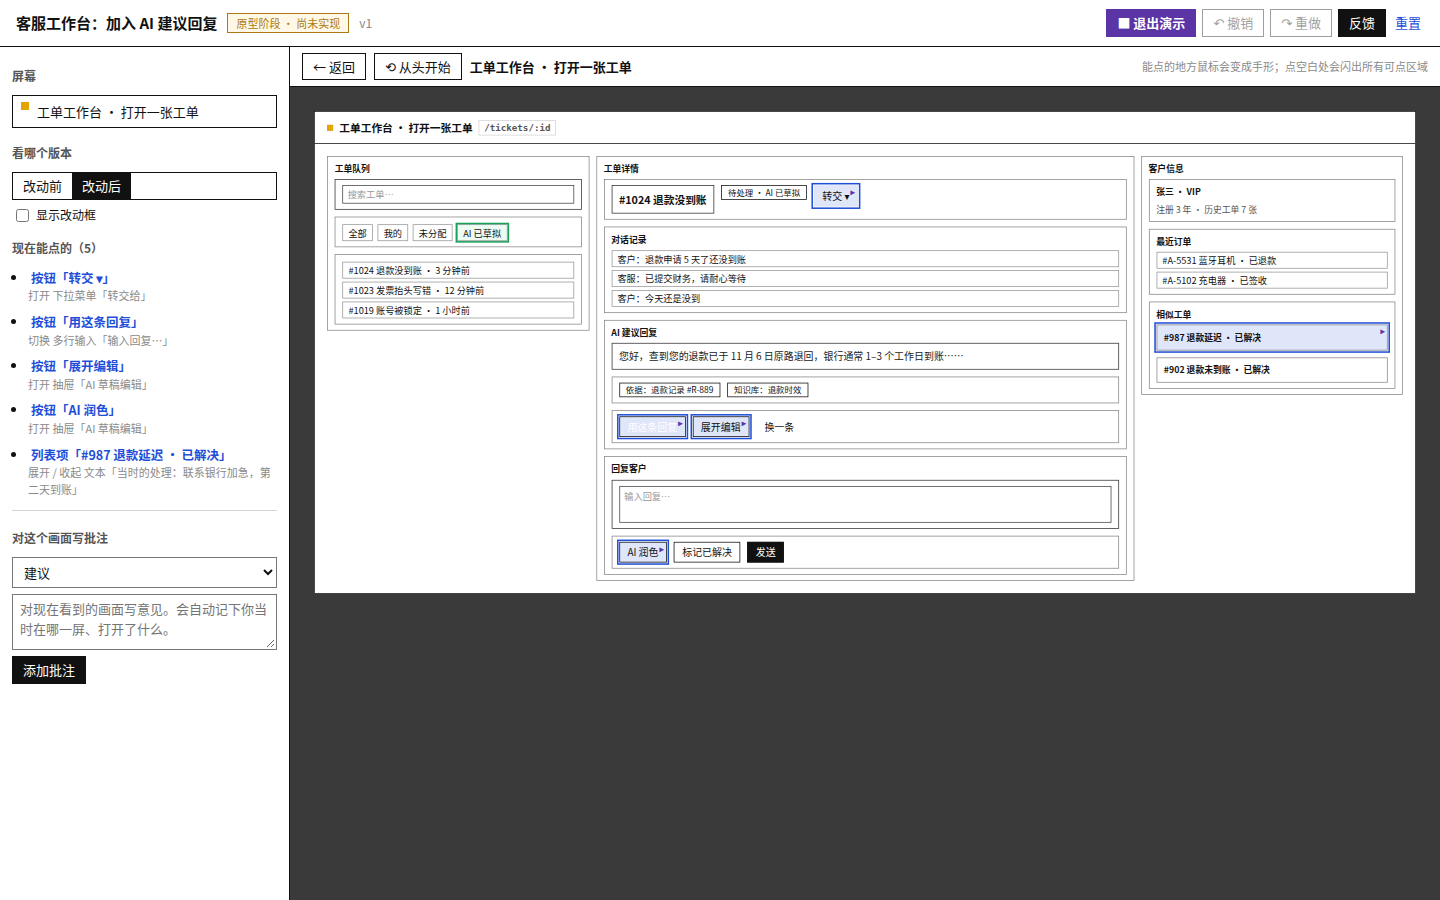 客服工作台：加入 AI 建议回复
原型阶段 · 尚未实现
v1
■ 退出演示
↶ 撤销
↷ 重做
反馈
重置
屏幕
工单工作台 · 打开一张工单
看哪个版本
改动前
改动后
显示改动框
现在能点的（5）
按钮「转交 ▾」
打开 下拉菜单「转交给」
按钮「用这条回复」
切换 多行输入「输入回复…」
按钮「展开编辑」
打开 抽屉「AI 草稿编辑」
按钮「AI 润色」
打开 抽屉「AI 草稿编辑」
列表项「#987 退款延迟 · 已解决」
展开 / 收起 文本「当时的处理：联系银行加急，第
二天到账」
对这个画面写批注
建议
对现在看到的画面写意见。会自动记下你当
时在哪一屏、打开了什么。
添加批注
← 返回
⟲ 从头开始
工单工作台 · 打开一张工单
能点的地方鼠标会变成手形；点空白处会闪出所有可点区域
工单工作台 · 打开一张工单
/tickets/:id
工单队列
搜索工单…
全部
我的
未分配
AI 已草拟
#1024 退款没到账 · 3 分钟前
#1023 发票抬头写错 · 12 分钟前
#1019 账号被锁定 · 1 小时前
工单详情
#1024 退款没到账
待处理 · AI 已草拟
转交 ▾
对话记录
客户：退款申请 5 天了还没到账
客服：已提交财务，请耐心等待
客户：今天还是没到
AI 建议回复
您好，查到您的退款已于 11 月 6 日原路退回，银行通常 1–3 个工作日到账……
依据：退款记录 #R-889
知识库：退款时效
用这条回复
展开编辑
换一条
回复客户
输入回复…
AI 润色
标记已解决
发送
客户信息
张三 · VIP
注册 3 年 · 历史工单 7 张
最近订单
#A-5531 蓝牙耳机 · 已退款
#A-5102 充电器 · 已签收
相似工单
#987 退款延迟 · 已解决
#902 退款未到账 · 已解决